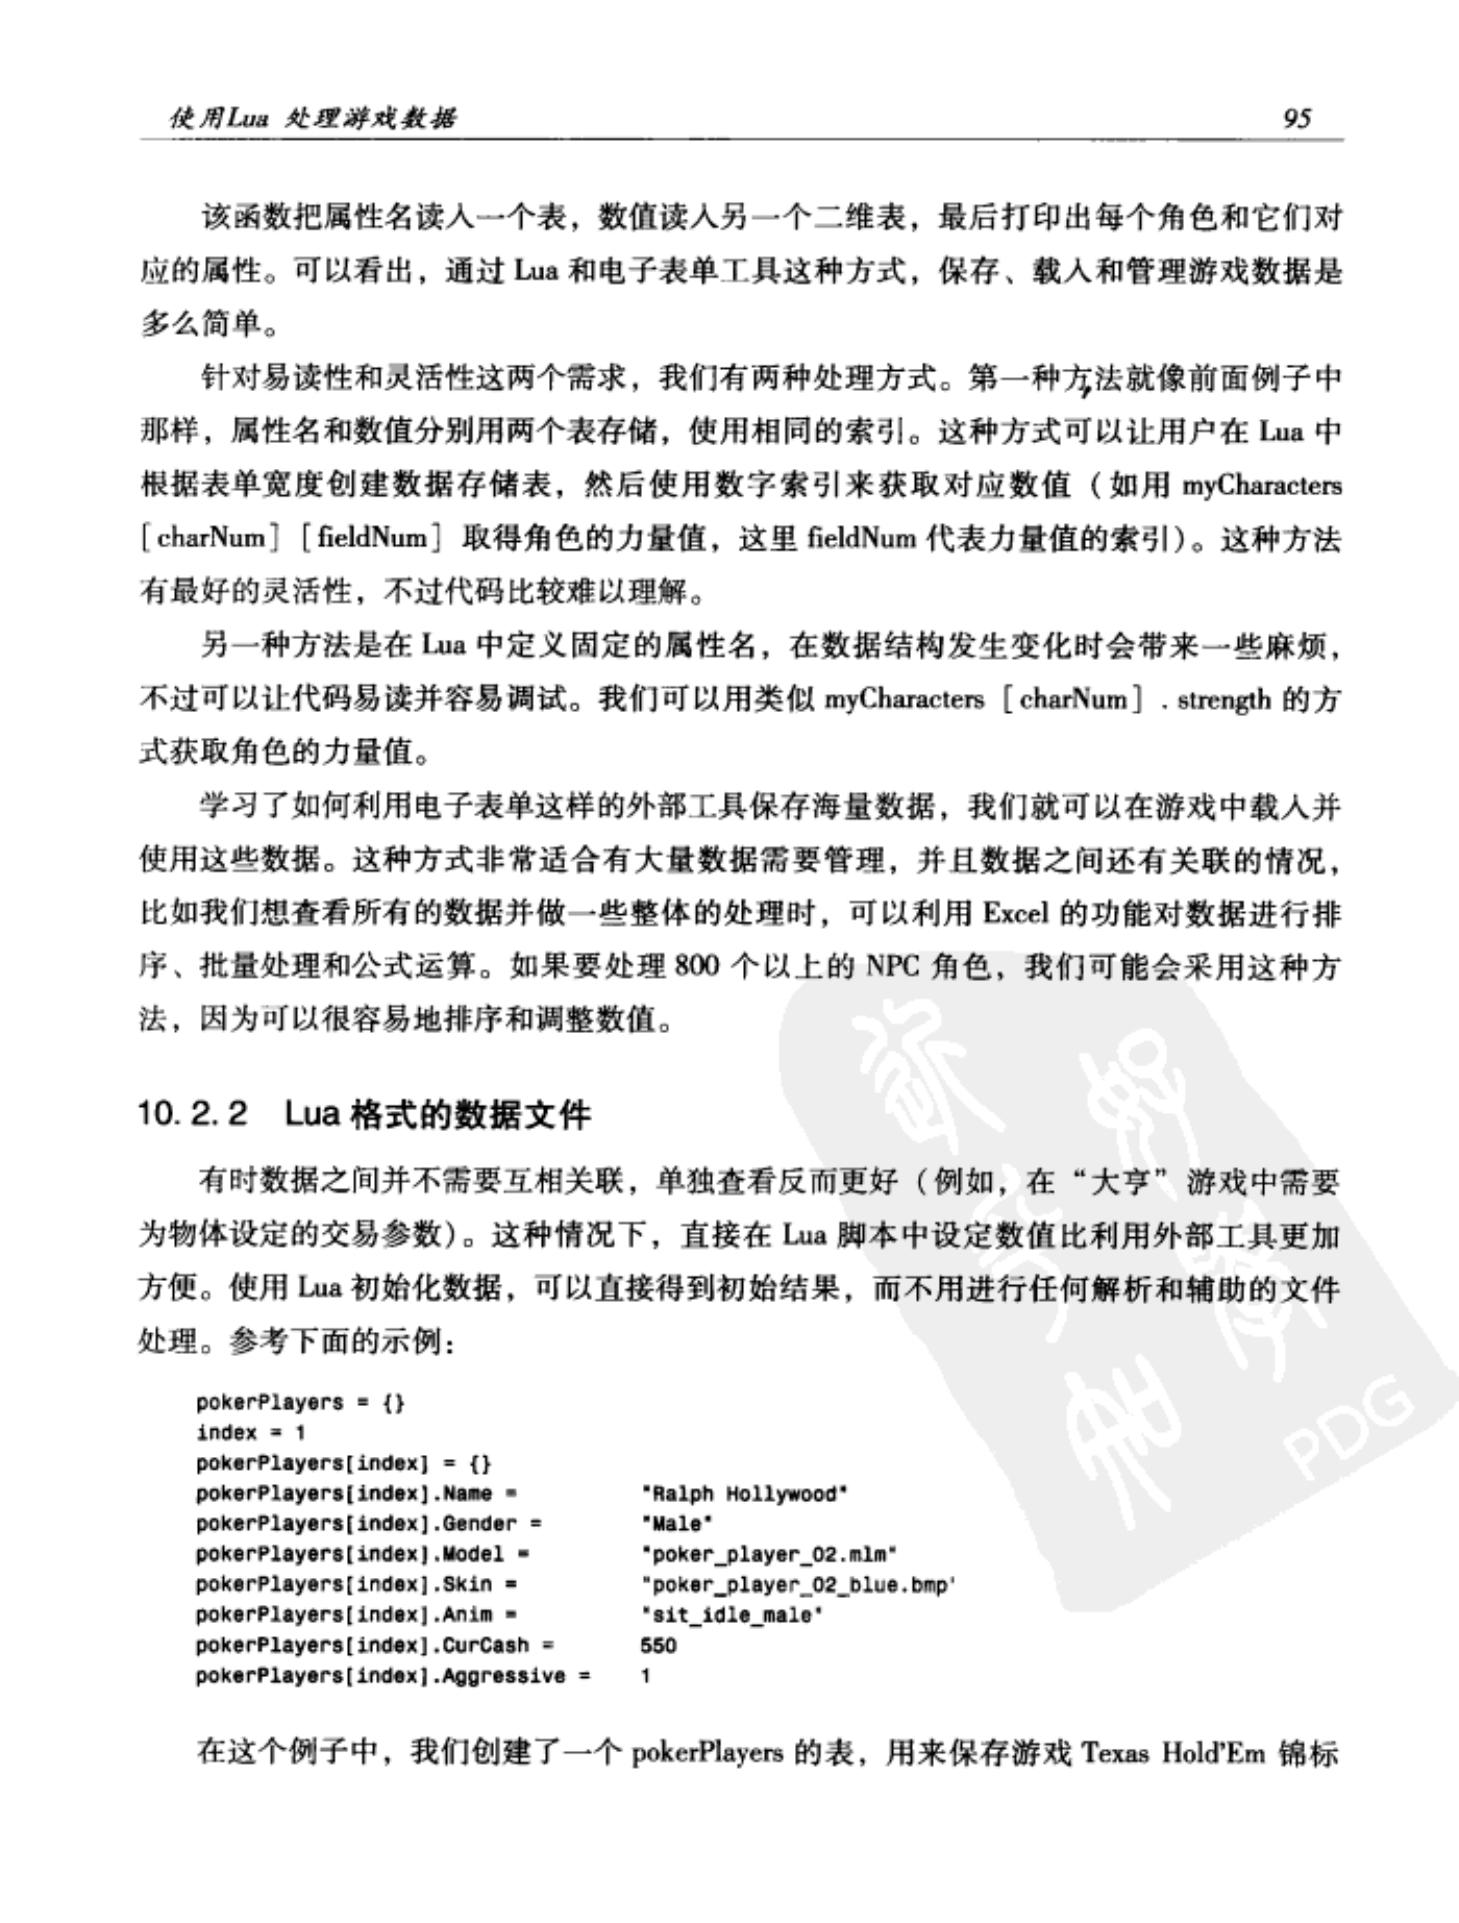 使用Lua 处理游戏数据 95
该函数把属性名读入一个表，数值读入另一个二维表，最后打印出每个角色和它们对
应的属性。可以看出，通过 Lua 和电子表单工具这种方式，保存、载入和管理游戏数据是
多么简单。
针对易读性和灵活性这两个需求，我们有两种处理方式。第一种方法就像前面例子中
那样，属性名和数值分别用两个表存储，使用相同的索引。这种方式可以让用户在 Lua 中
根据表单宽度创建数据存储表，然后使用数字索引来获取对应数值（如用 myCharacters
［charNum］［fieldNum］取得角色的力量值，这里 fieldNum 代表力量值的索引）。这种方法
有最好的灵活性，不过代码比较难以理解。
另一种方法是在 Lua 中定义固定的属性名，在数据结构发生变化时会带来一些麻烦，
不过可以让代码易读并容易调试。我们可以用类似 myCharacters［charNum］. strength 的方
式获取角色的力量值。
学习了如何利用电子表单这样的外部工具保存海量数据，我们就可以在游戏中载入并
使用这些数据。这种方式非常适合有大量数据需要管理，并且数据之间还有关联的情况，
比如我们想查看所有的数据并做一些整体的处理时，可以利用 Excel 的功能对数据进行排
序、批量处理和公式运算。如果要处理 800 个以上的 NPC 角色，我们可能会采用这种方
法，因为可以很容易地排序和调整数值。
10. 2. 2 Lua 格式的数据文件
有时数据之间并不需要互相关联，单独查看反而更好（例如，在“大亨”游戏中需要
为物体设定的交易参数）。这种情况下，直接在 Lua 脚本中设定数值比利用外部工具更加
方便。使用 Lua 初始化数据，可以直接得到初始结果，而不用进行任何解析和辅助的文件
处理。参考下面的示例：
pokerPlayers = {}
index = 1
pokerPlayers[index] = {}
pokerPlayers[index].Name = "Ralph Hollywood"
pokerPlayers[index].Gender = "Male"
pokerPlayers[index].Model = "poker_player_02.mlm"
pokerPlayers[index].Skin = "poker_player_02_blue.bmp'
pokerPlayers[index].Anim = "sit_idle_male"
pokerPlayers[index].CurCash = 550
pokerPlayers[index].Aggressive = 1
PDG
在这个例子中，我们创建了一个 pokerPlayers 的表，用来保存游戏 Texas Hold'Em 锦标